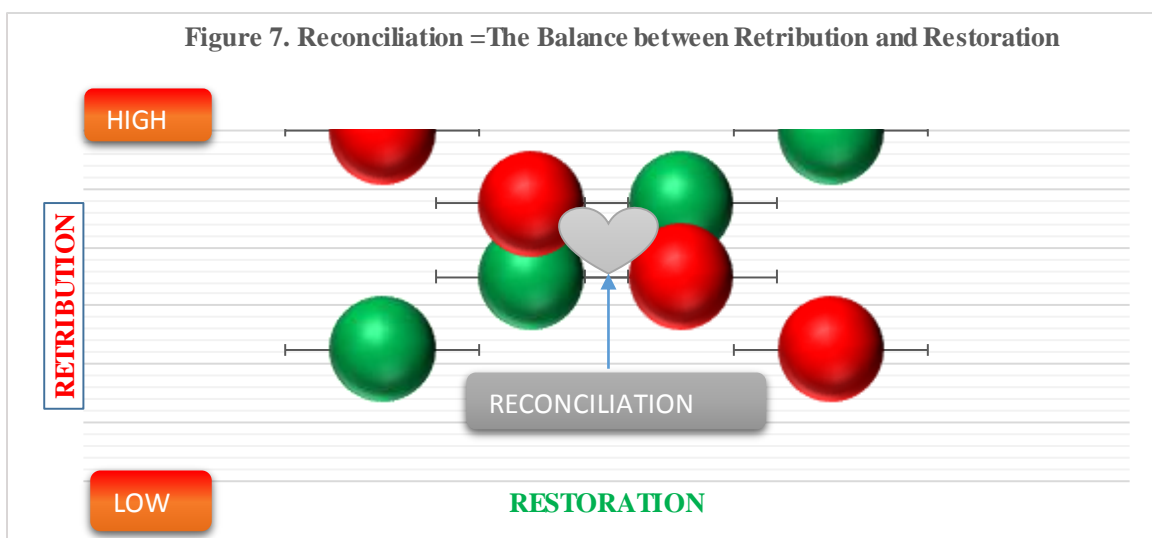 Figure 7. Reconciliation =The Balance between Retribution and Restoration
HIGH
RETRIBUTION
RECONCILIATION
LOW
RESTORATION